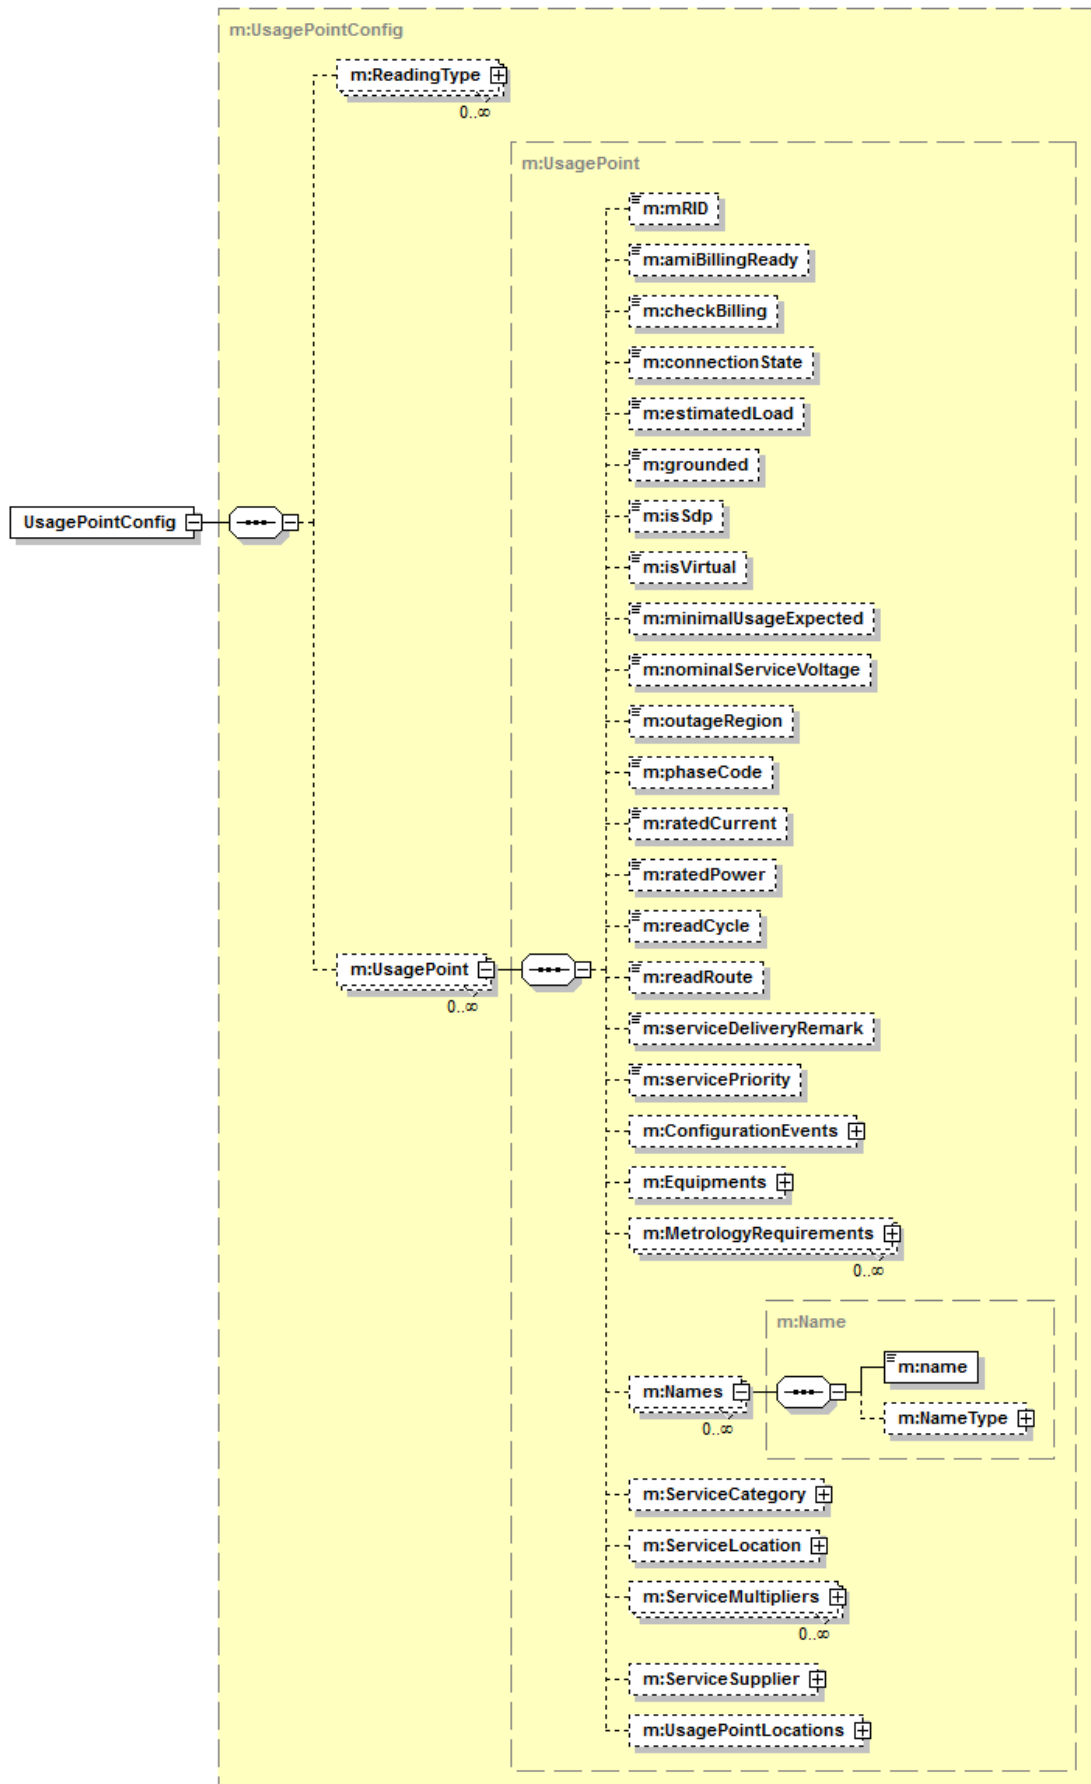 m:UsagePointConfig
m:ReadingType
0..∞
m:UsagePoint
m:mRID
m:amiBillingReady
m:checkBilling
m:connectionState
m:estimatedLoad
m:grounded
UsagePointConfig
m:isSdp
m:isVirtual
m:minimalUsageExpected
m:nominalServiceVoltage
m:outageRegion
m:phaseCode
m:ratedCurrent
m:ratedPower
m:readCycle
m:UsagePoint
0..∞
m:readRoute
m:serviceDeliveryRemark
m:servicePriority
m:ConfigurationEvents
m:Equipments
m:MetrologyRequirements
0..∞
m:Name
m:name
m:Names
0..∞
m:NameType
m:ServiceCategory
m:ServiceLocation
m:ServiceMultipliers
0..∞
m:ServiceSupplier
m:UsagePointLocations